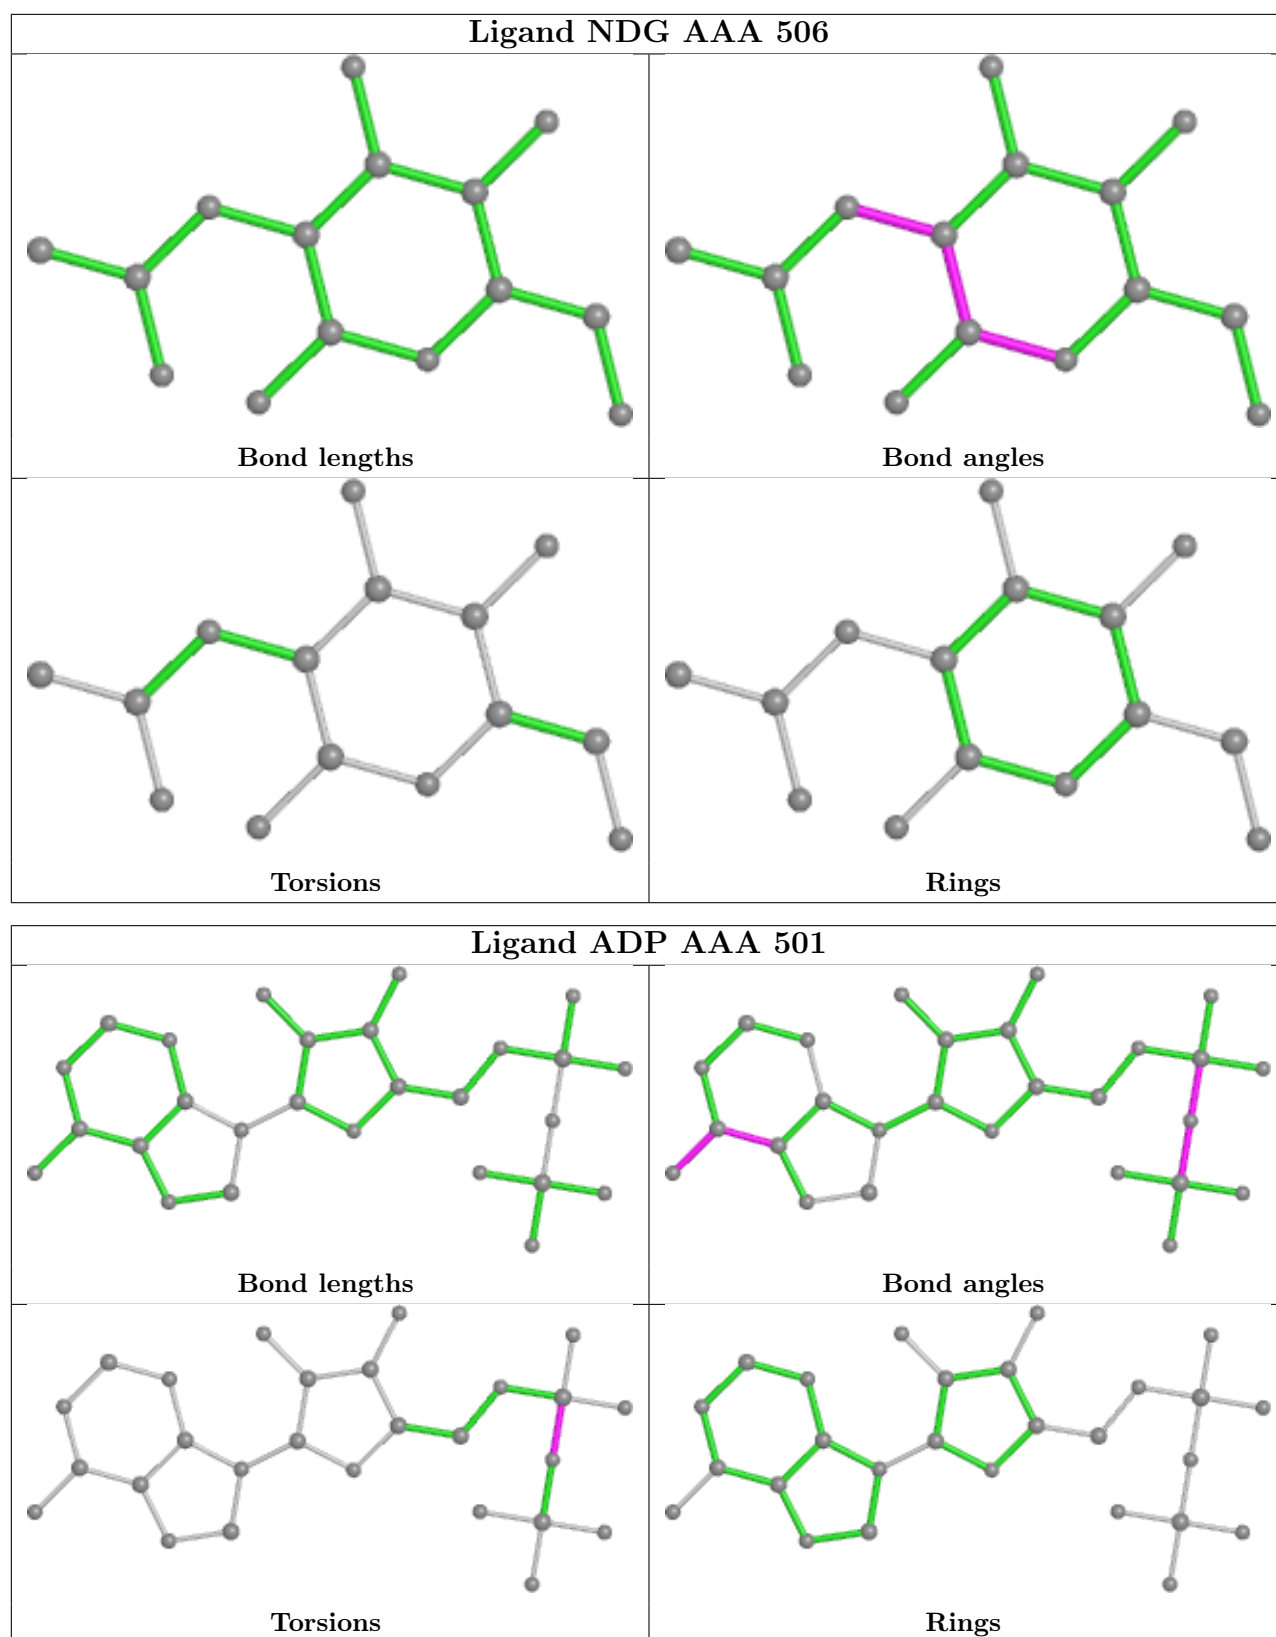 Ligand NDG AAA 506
Bond lengths
Bond angles
Torsions
Rings
Ligand ADP AAA 501
Bond lengths
Bond angles
Torsions
Rings